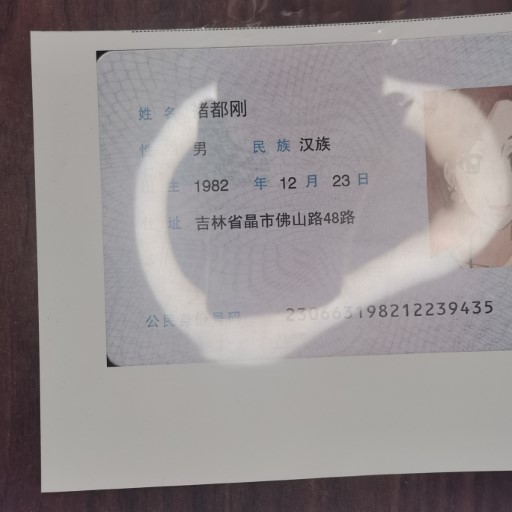 姓 名 褚都刚
性 男 民 族 汉族
生 1982 年 12 月 23 日
住 址 吉林省晶市佛山路48路
公民身份号码 230663198212239435